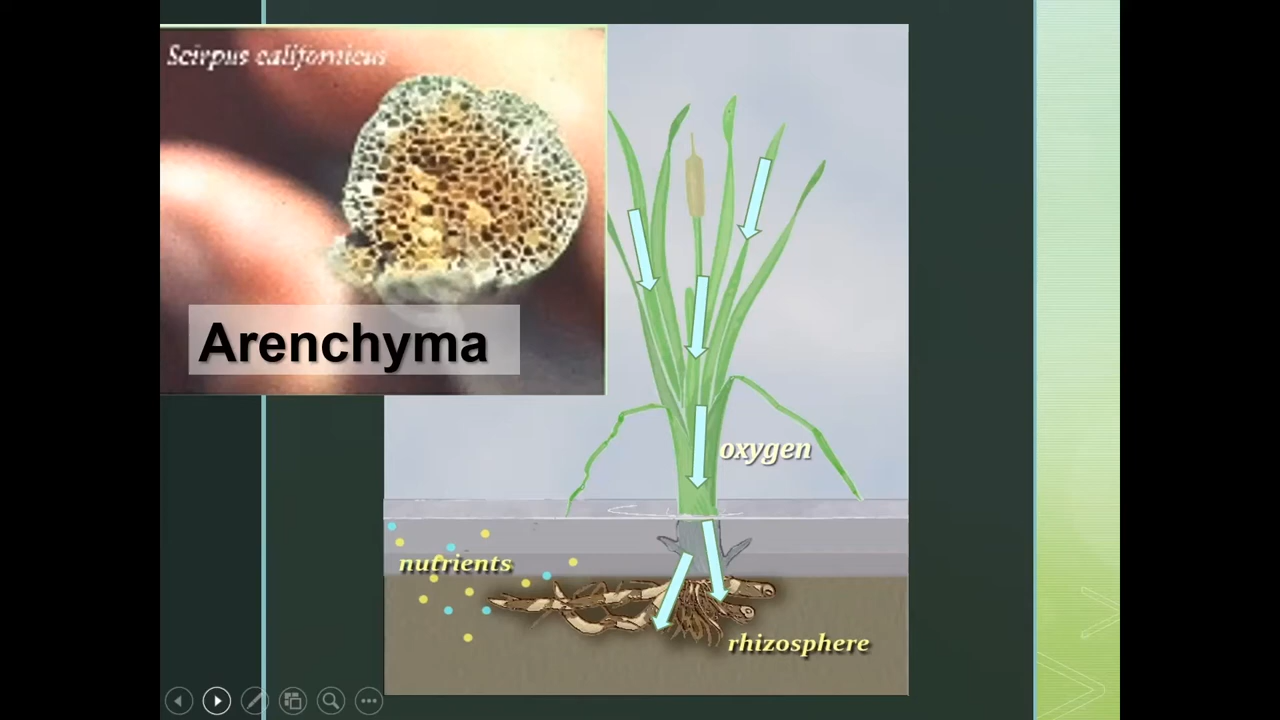 Scirpus californicus
Arenchyma
oxygen
nutrients
rhizosphere